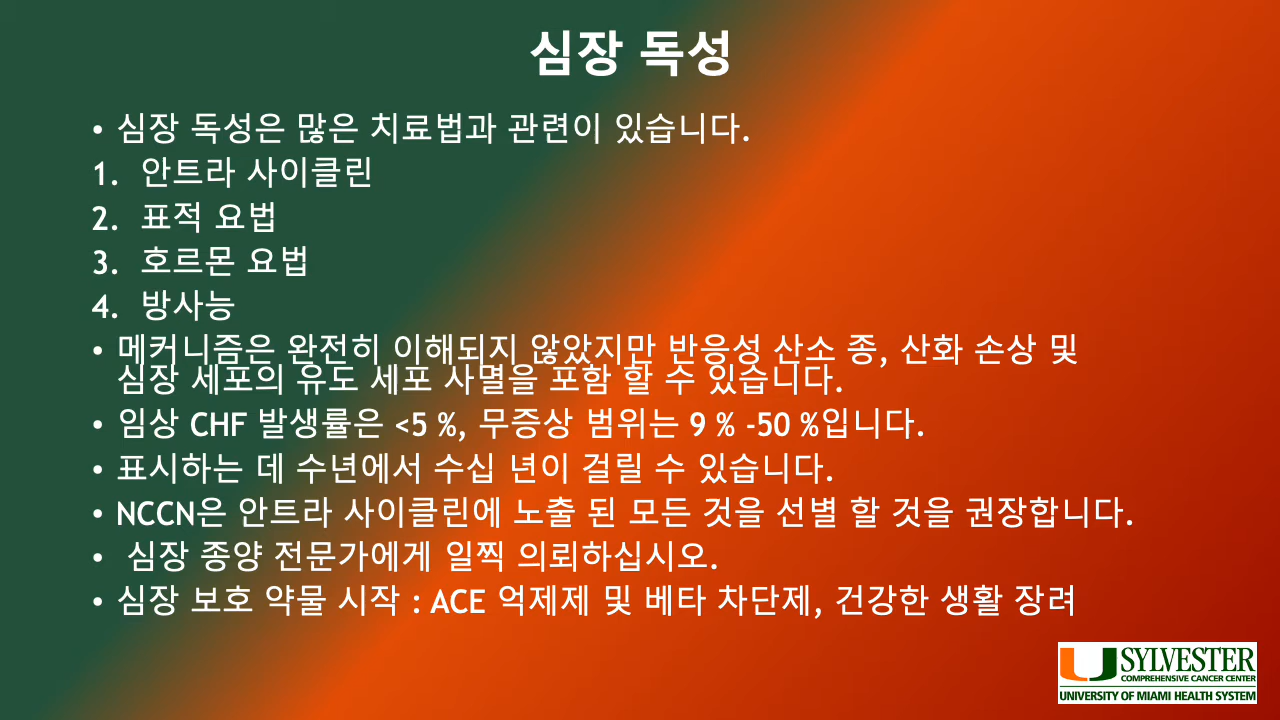 심장 독성
• 심장 독성은 많은 치료법과 관련이 있습니다.
1. 안트라 사이클린
2. 표적 요법
3. 호르몬 요법
4. 방사능
• 메커니즘은 완전히 이해되지 않았지만 반응성 산소 종, 산화 손상 및
심장 세포의 유도 세포 사멸을 포함 할 수 있습니다.
• 임상 CHF 발생률은 <5 %, 무증상 범위는 9 % -50 %입니다.
• 표시하는 데 수년에서 수십 년이 걸릴 수 있습니다.
• NCCN은 안트라 사이클린에 노출 된 모든 것을 선별 할 것을 권장합니다.
• 심장 종양 전문가에게 일찍 의뢰하십시오.
• 심장 보호 약물 시작 : ACE 억제제 및 베타 차단제, 건강한 생활 장려
SYLVESTER
COMPREHENSIVE CANCER CENTER
UNIVERSITY OF MIAMI HEALTH SYSTEM